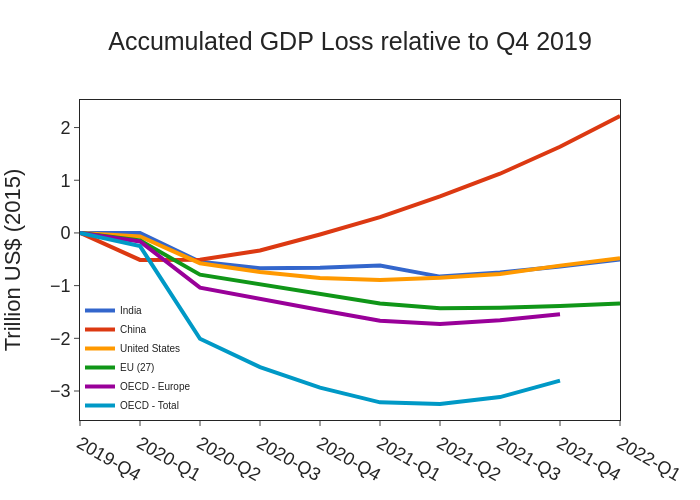 Accumulated GDP Loss relative to Q4 2019
Trillion US$ (2015)
2
1
0
−1
−2
−3
India
China
United States
EU (27)
OECD - Europe
OECD - Total
2019-Q4
2020-Q1
2020-Q2
2020-Q3
2020-Q4
2021-Q1
2021-Q2
2021-Q3
2021-Q4
2022-Q1